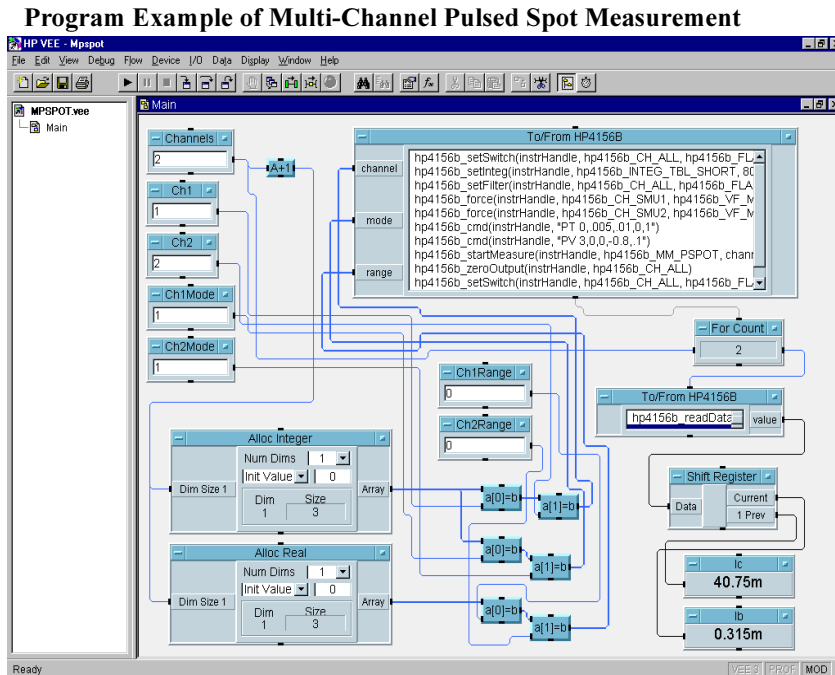 Program Example of Multi-Channel Pulsed Spot Measurement
HP VEE - Mpspot
File Edit View Debug Flow Device I/O Data Display Window Help
MPSPOT.vee
Main
Main
Channels
2
Ch1
1
Ch2
2
Ch1Mode
1
Ch2Mode
1
A+1
To/From HP4156B
channel
mode
range
hp4156b_setSwitch(instrHandle, hp4156b_CH_ALL, hp4156b_FLA
hp4156b_setInteg(instrHandle, hp4156b_INTEG_TBL_SHORT, 80
hp4156b_setFilter(instrHandle, hp4156b_CH_ALL, hp4156b_FLA
hp4156b_force(instrHandle, hp4156b_CH_SMU1, hp4156b_VF_M
hp4156b_force(instrHandle, hp4156b_CH_SMU2, hp4156b_VF_M
hp4156b_cmd(instrHandle, "PT 0,.005,.01,0,1")
hp4156b_cmd(instrHandle, "PV 3,0,0,-0.8,.1")
hp4156b_startMeasure(instrHandle, hp4156b_MM_PSPOT, chanr
hp4156b_zeroOutput(instrHandle, hp4156b_CH_ALL)
hp4156b_setSwitch(instrHandle, hp4156b_CH_ALL, hp4156b_FL
For Count
2
Ch1Range
0
Ch2Range
0
To/From HP4156B
hp4156b_readData
value
Alloc Integer
Num Dims 1
Init Value 0
Dim Size 1
Array
Dim Size
1 3
Alloc Real
Num Dims 1
Init Value 0
Dim Size 1
Array
Dim Size
1 3
a[0]=b
a[1]=b
a[0]=b
a[1]=b
a[0]=b
a[1]=b
Shift Register
Data
Current
1 Prev
Ic
40.75m
Ib
0.315m
Ready
VEE 3 PROF MOD